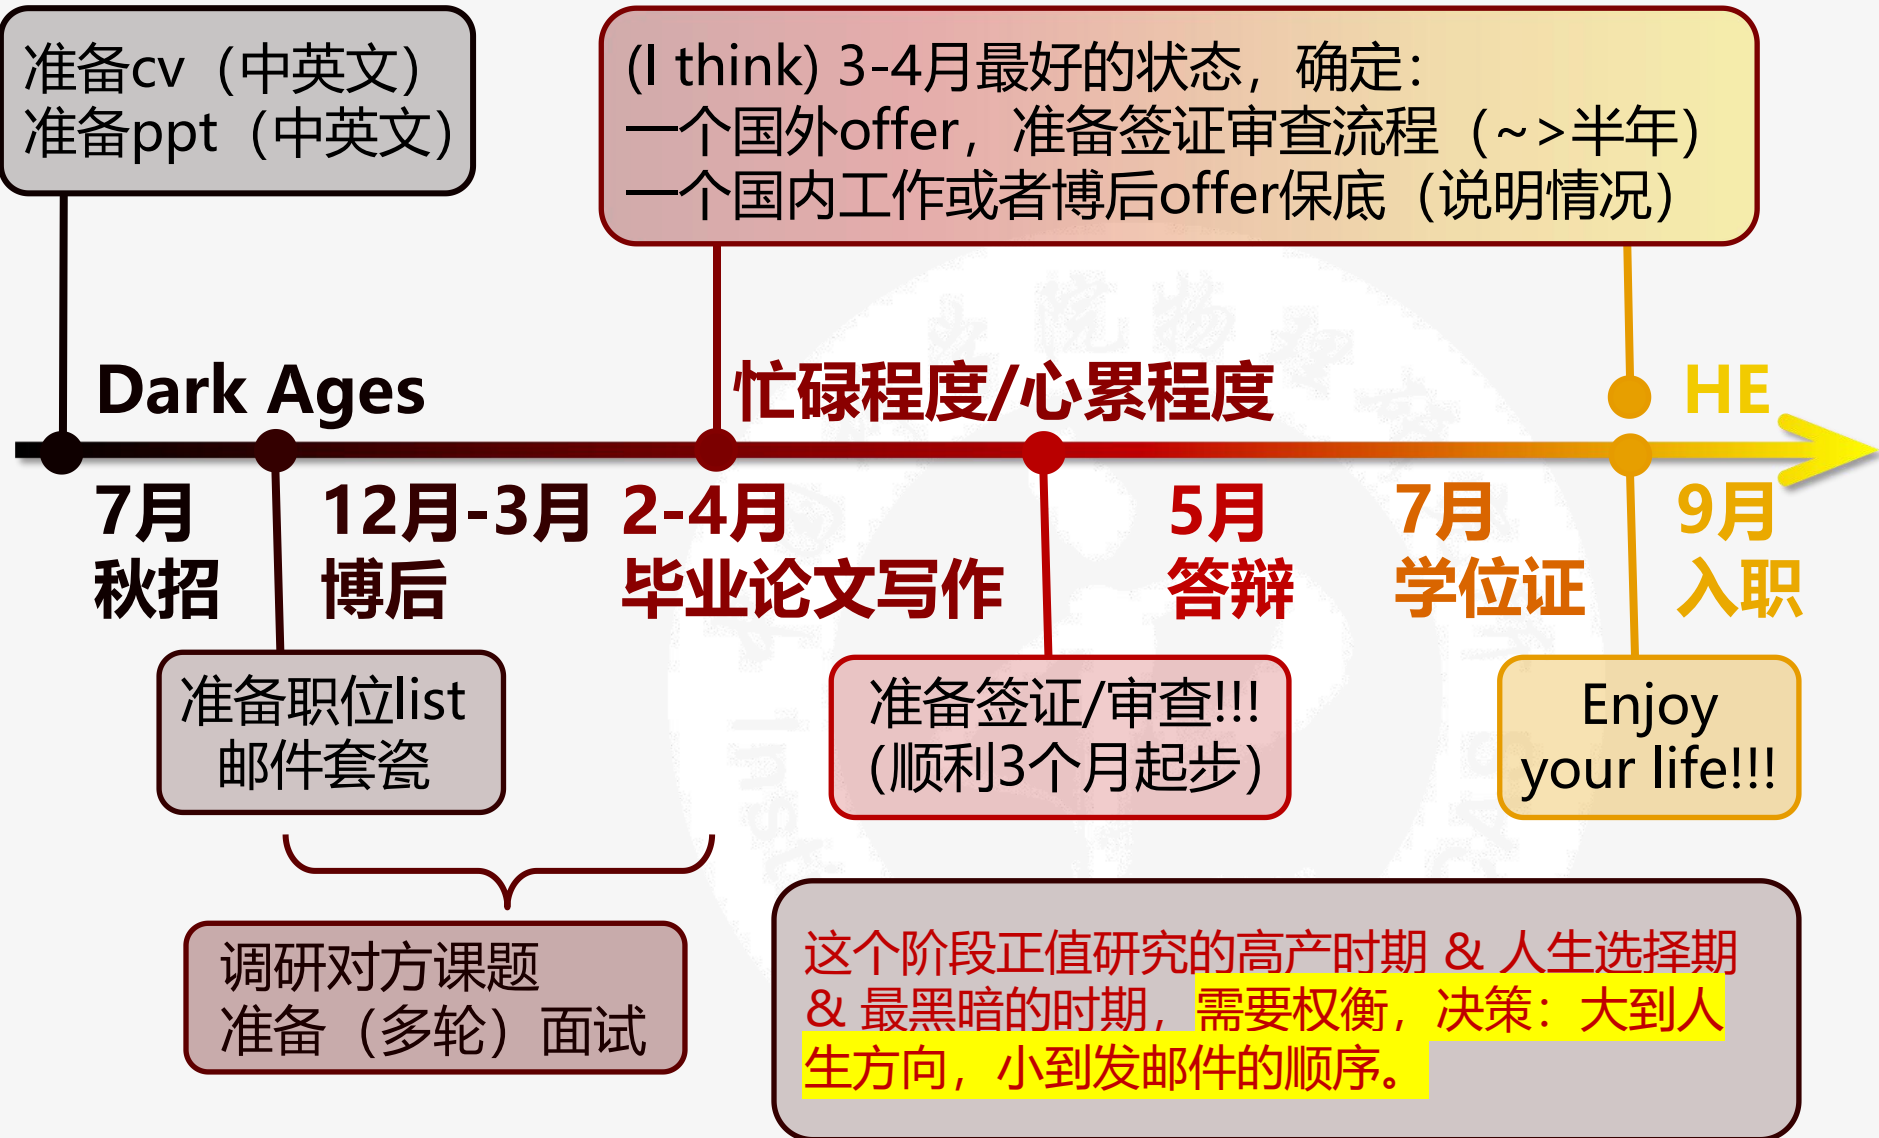 准备cv（中英文）
准备ppt（中英文）
(I think) 3-4月最好的状态，确定：
一个国外offer，准备签证审查流程（~>半年）
一个国内工作或者博后offer保底（说明情况）
Dark Ages
忙碌程度/心累程度
HE
7月
秋招
12月-3月
博后
2-4月
毕业论文写作
5月
答辩
7月
学位证
9月
入职
准备职位list
邮件套瓷
准备签证/审查!!!
(顺利3个月起步)
Enjoy
your life!!!
调研对方课题
准备（多轮）面试
这个阶段正值研究的高产时期 & 人生选择期
& 最黑暗的时期，需要权衡，决策：大到人
生方向，小到发邮件的顺序。